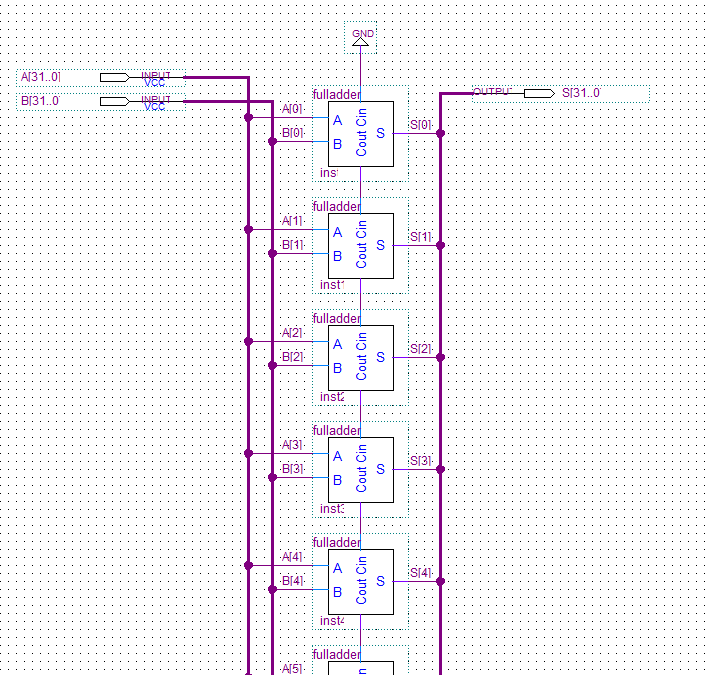 GND
A[31..0]
INPUT
VCC
B[31..0
INPUT
VCC
OUTPUT
S[31..0
fulladder
A[0]
B[0]
A
B
Cout Cin
S
S[0]
inst
fulladder
A[1]
B[1]
A
B
Cout Cin
S
S[1]
inst1
fulladder
A[2]
B[2]
A
B
Cout Cin
S
S[2]
inst2
fulladder
A[3]
B[3]
A
B
Cout Cin
S
S[3]
inst3
fulladder
A[4]
B[4]
A
B
Cout Cin
S
S[4]
inst4
fulladder
A[5]